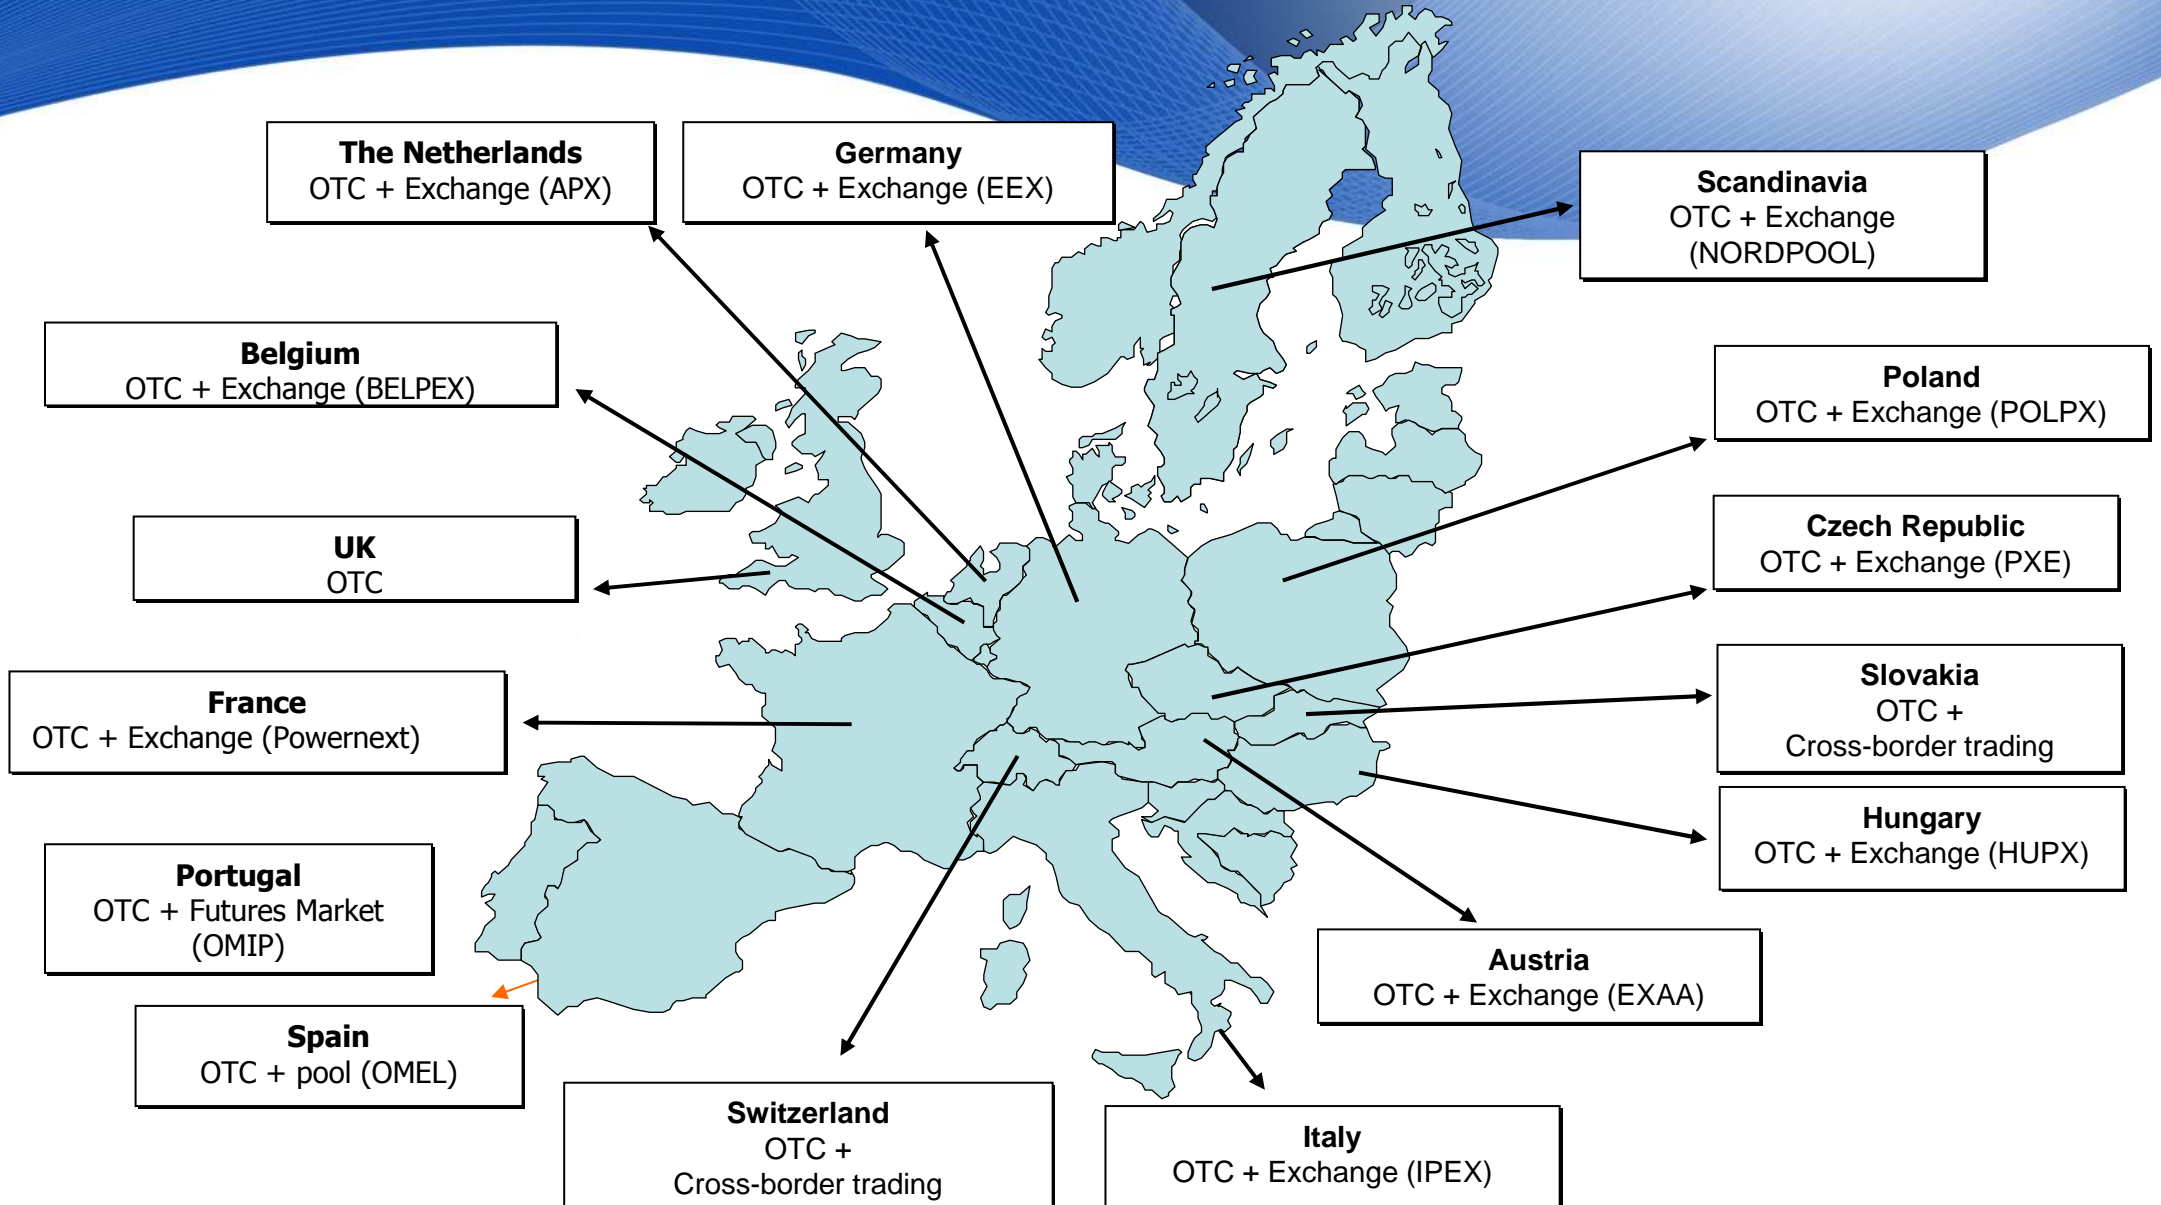 The Netherlands
OTC + Exchange (APX)
Germany
OTC + Exchange (EEX)
Scandinavia
OTC + Exchange
(NORDPOOL)
Belgium
OTC + Exchange (BELPEX)
Poland
OTC + Exchange (POLPX)
UK
OTC
Czech Republic
OTC + Exchange (PXE)
France
OTC + Exchange (Powernext)
Slovakia
OTC +
Cross-border trading
Hungary
OTC + Exchange (HUPX)
Portugal
OTC + Futures Market
(OMIP)
Austria
OTC + Exchange (EXAA)
Spain
OTC + pool (OMEL)
Switzerland
OTC +
Cross-border trading
Italy
OTC + Exchange (IPEX)